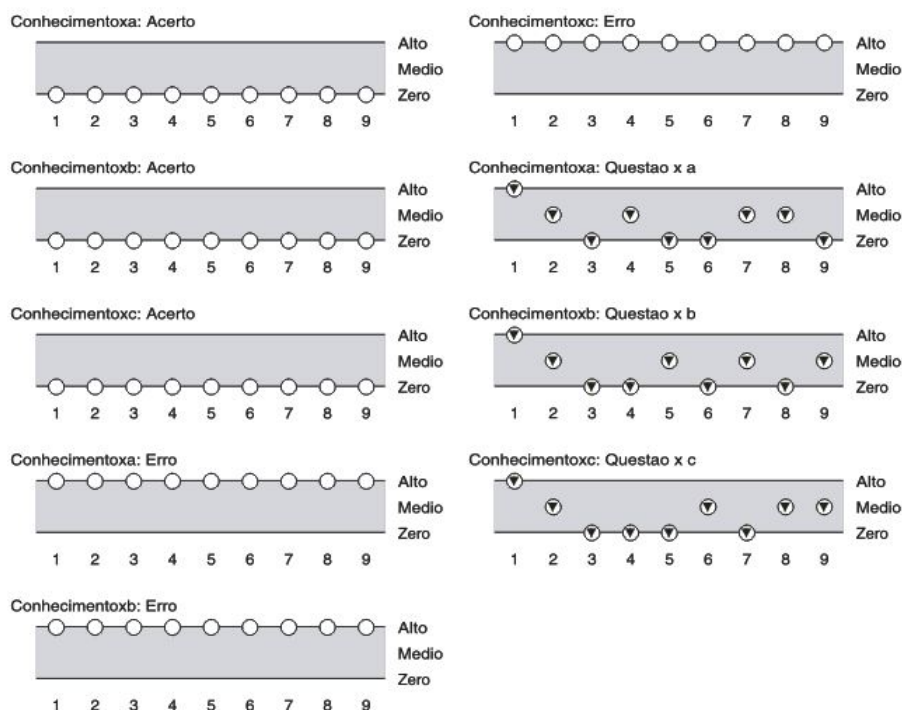 Conhecimentoxa: Acerto
Alto
Medio
Zero
1 2 3 4 5 6 7 8 9
Conhecimentoxb: Acerto
Alto
Medio
Zero
1 2 3 4 5 6 7 8 9
Conhecimentoxc: Acerto
Alto
Medio
Zero
1 2 3 4 5 6 7 8 9
Conhecimentoxa: Erro
Alto
Medio
Zero
1 2 3 4 5 6 7 8 9
Conhecimentoxb: Erro
Alto
Medio
Zero
1 2 3 4 5 6 7 8 9
Conhecimentoxc: Erro
Alto
Medio
Zero
1 2 3 4 5 6 7 8 9
Conhecimentoxa: Questao x a
Alto
Medio
Zero
1 2 3 4 5 6 7 8 9
Conhecimentoxb: Questao x b
Alto
Medio
Zero
1 2 3 4 5 6 7 8 9
Conhecimentoxc: Questao x c
Alto
Medio
Zero
1 2 3 4 5 6 7 8 9